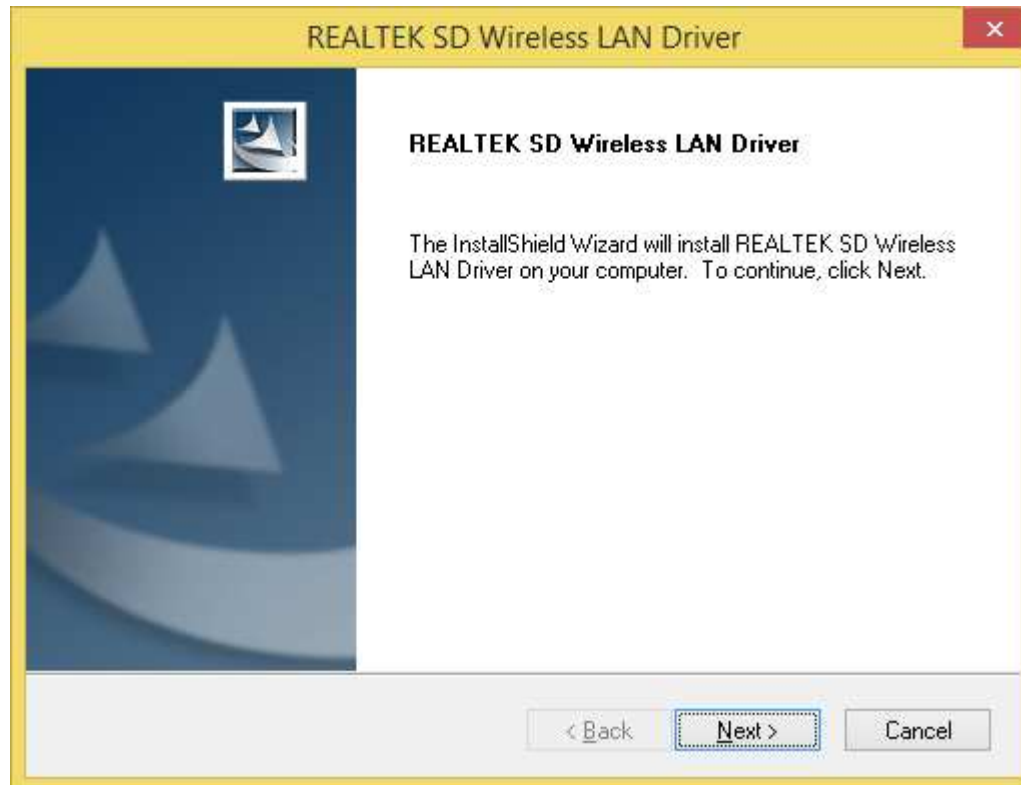 REALTEK SD Wireless LAN Driver
REALTEK SD Wireless LAN Driver
The InstallShield Wizard will install REALTEK SD Wireless
LAN Driver on your computer.  To continue, click Next.
< Back
Next >
Cancel